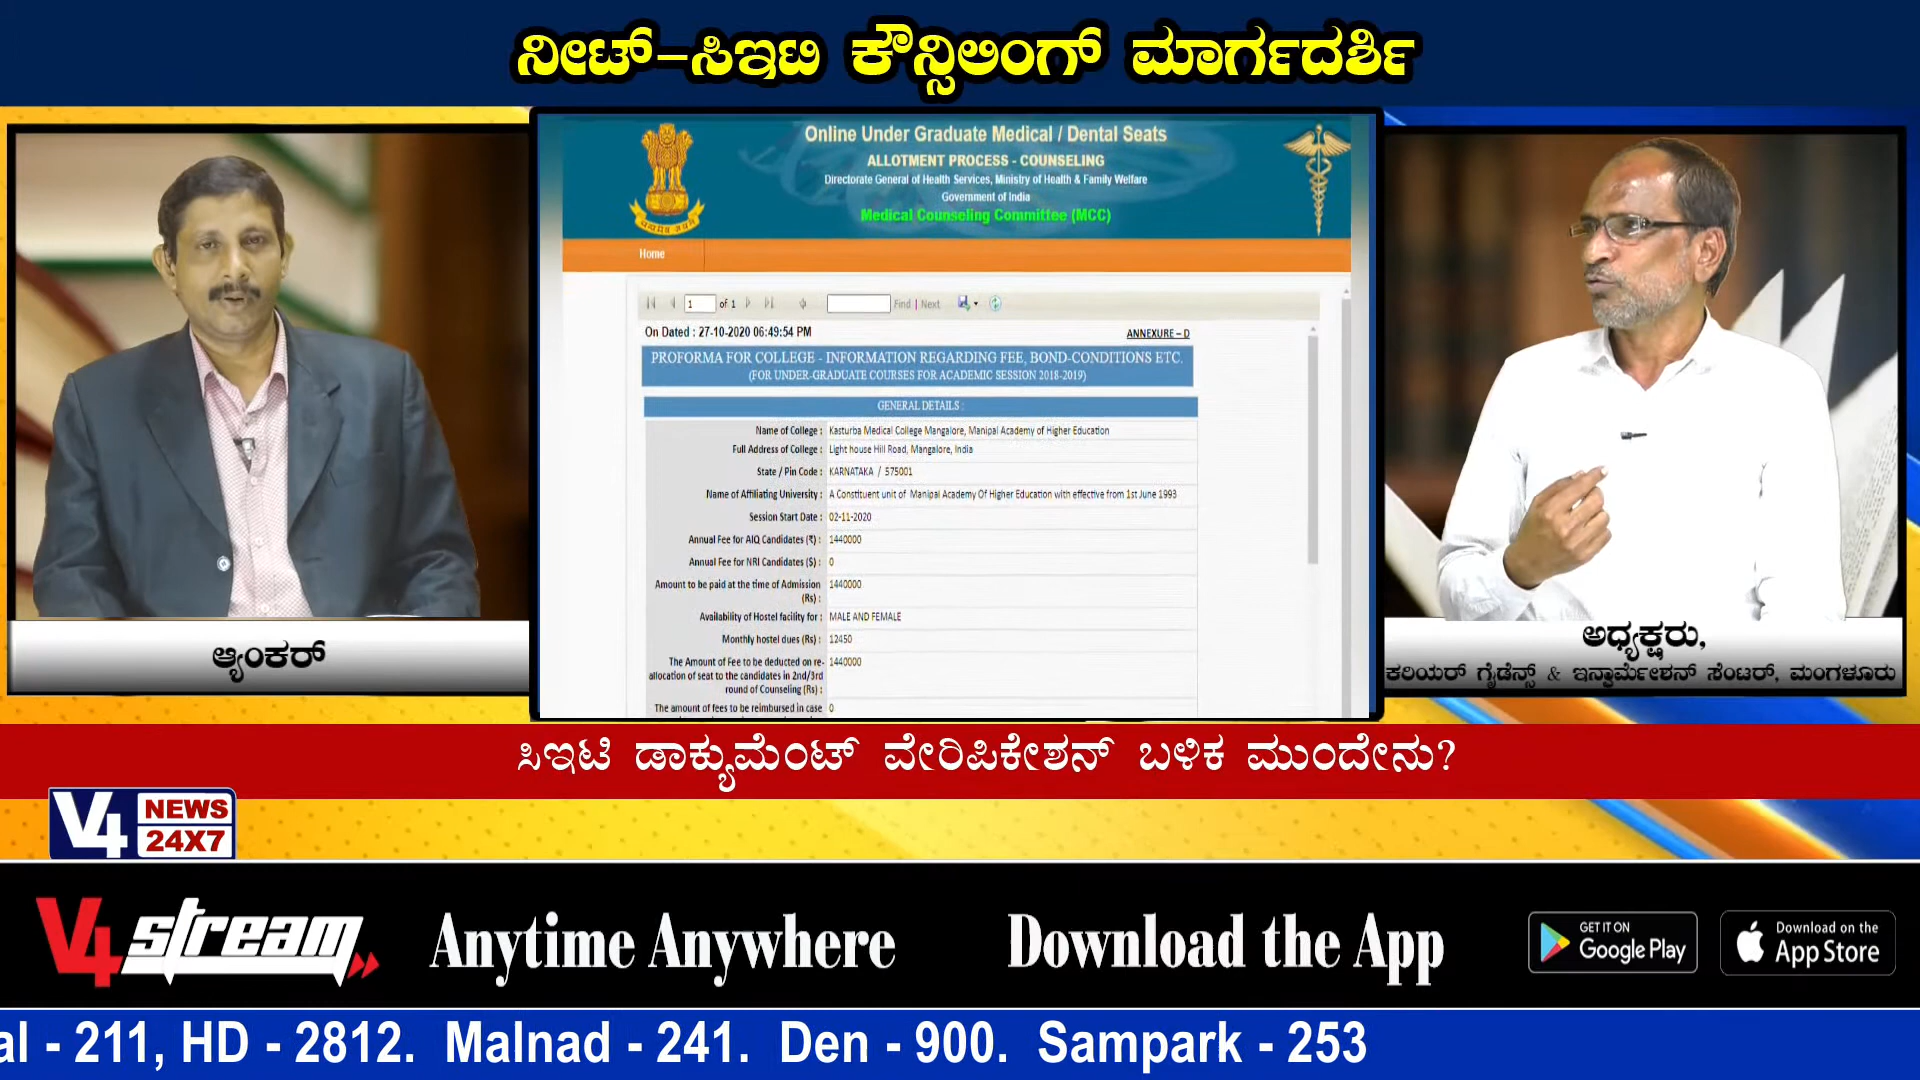 ನೀಟ್-ಸಿಇಟಿ ಕೌನ್ಸಿಲಿಂಗ್ ಮಾರ್ಗದರ್ಶಿ
Online Under Graduate Medical / Dental Seats
ALLOTMENT PROCESS - COUNSELING
Directorate General of Health Services, Ministry of Health & Family Welfare
Government of India
Medical Counseling Committee (MCC)
Home
1 of 1 Find | Next
On Dated : 27-10-2020 06:49:54 PM
ANNEXURE – D
PROFORMA FOR COLLEGE - INFORMATION REGARDING FEE, BOND-CONDITIONS ETC.
(FOR UNDER-GRADUATE COURSES FOR ACADEMIC SESSION 2018-2019)
GENERAL DETAILS :
Name of College : Kasturba Medical College Mangalore, Manipal Academy of Higher Education
Full Address of College : Light house Hill Road, Mangalore, India
State / Pin Code : KARNATAKA / 575001
Name of Affiliating University : A Constituent unit of Manipal Academy Of Higher Education with effective from 1st June 1993
Session Start Date : 02-11-2020
Annual Fee for AIQ Candidates (₹) : 1440000
Annual Fee for NRI Candidates ($) : 0
Amount to be paid at the time of Admission 1440000
(Rs) :
Availability of Hostel facility for : MALE AND FEMALE
Monthly hostel dues (Rs) : 12450
The Amount of Fee to be deducted on re- 1440000
allocation of seat to the candidates in 2nd/3rd
round of Counseling (Rs) :
The amount of fees to be reimbursed in case 0
ಆ್ಯಂಕರ್
ಅಧ್ಯಕ್ಷರು,
ಕರಿಯರ್ ಗೈಡೆನ್ಸ್ & ಇನ್ಫಾರ್ಮೇಶನ್ ಸೆಂಟರ್, ಮಂಗಳೂರು
ಸಿಇಟಿ ಡಾಕ್ಯುಮೆಂಟ್ ವೇರಿಪಿಕೇಶನ್ ಬಳಿಕ ಮುಂದೇನು?
V4 NEWS
24X7
V4 stream Anytime Anywhere Download the App
GET IT ON
Google Play
Download on the
App Store
al - 211, HD - 2812. Malnad - 241. Den - 900. Sampark - 253